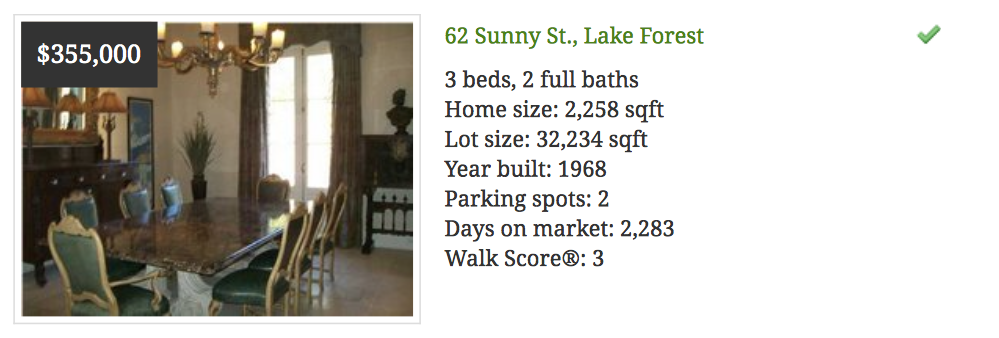 $355,000
62 Sunny St., Lake Forest
3 beds, 2 full baths
Home size: 2,258 sqft
Lot size: 32,234 sqft
Year built: 1968
Parking spots: 2
Days on market: 2,283
Walk Score®: 3